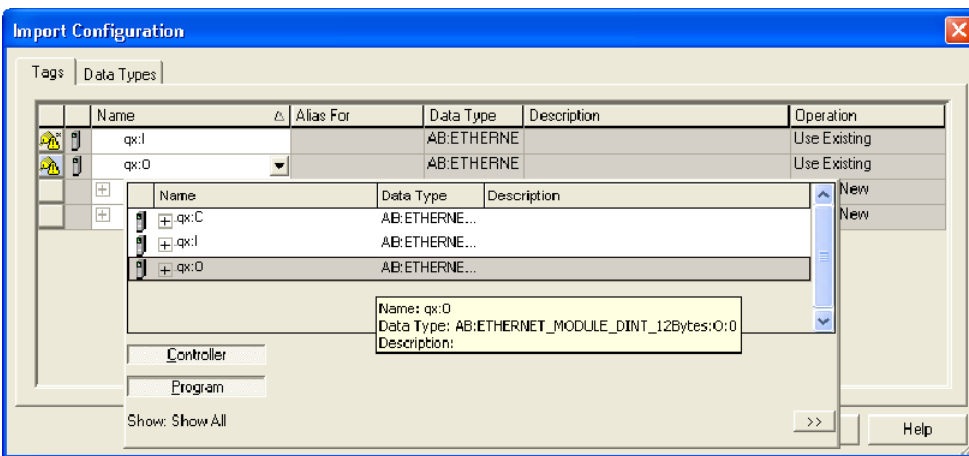 Import Configuration
Tags Data Types
Name Alias For Data Type Description Operation
qx:I AB:ETHERNE Use Existing
qx:O AB:ETHERNE Use Existing
New
New
Name Data Type Description
qx:C AB:ETHERNE...
qx:I AB:ETHERNE...
qx:O AB:ETHERNE...
Name: qx:O
Data Type: AB:ETHERNET_MODULE_DINT_12Bytes:O:0
Description:
Controller
Program
Show: Show All >>
Help